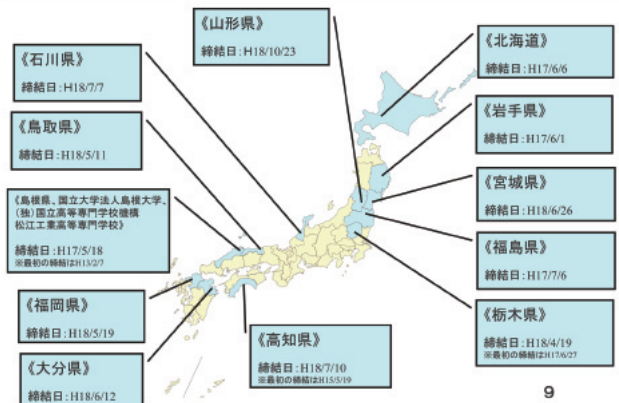 《山形県》
締結日:H18/10/23
《石川県》
締結日:H18/7/7
《鳥取県》
締結日:H18/5/11
《島根県、国立大学法人島根大学、
(独)国立高等専門学校機構
松江工業高等専門学校》
締結日:H17/5/18
※最初の締結はH13/2/7
《福岡県》
締結日:H18/5/19
《大分県》
締結日:H18/6/12
《高知県》
締結日:H18/7/10
※最初の締結はH15/5/19
《北海道》
締結日:H17/6/6
《岩手県》
締結日:H17/6/1
《宮城県》
締結日:H18/6/26
《福島県》
締結日:H17/7/6
《栃木県》
締結日:H18/4/19
※最初の締結はH17/6/27
9